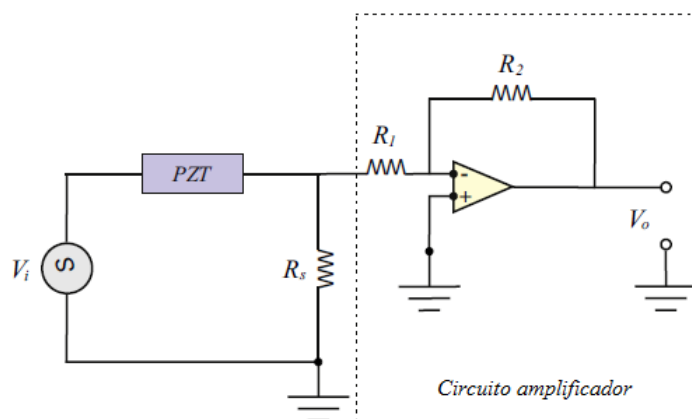 R2
R1
PZT
-
+
Vi
S
Rs
Vo
Circuito amplificador